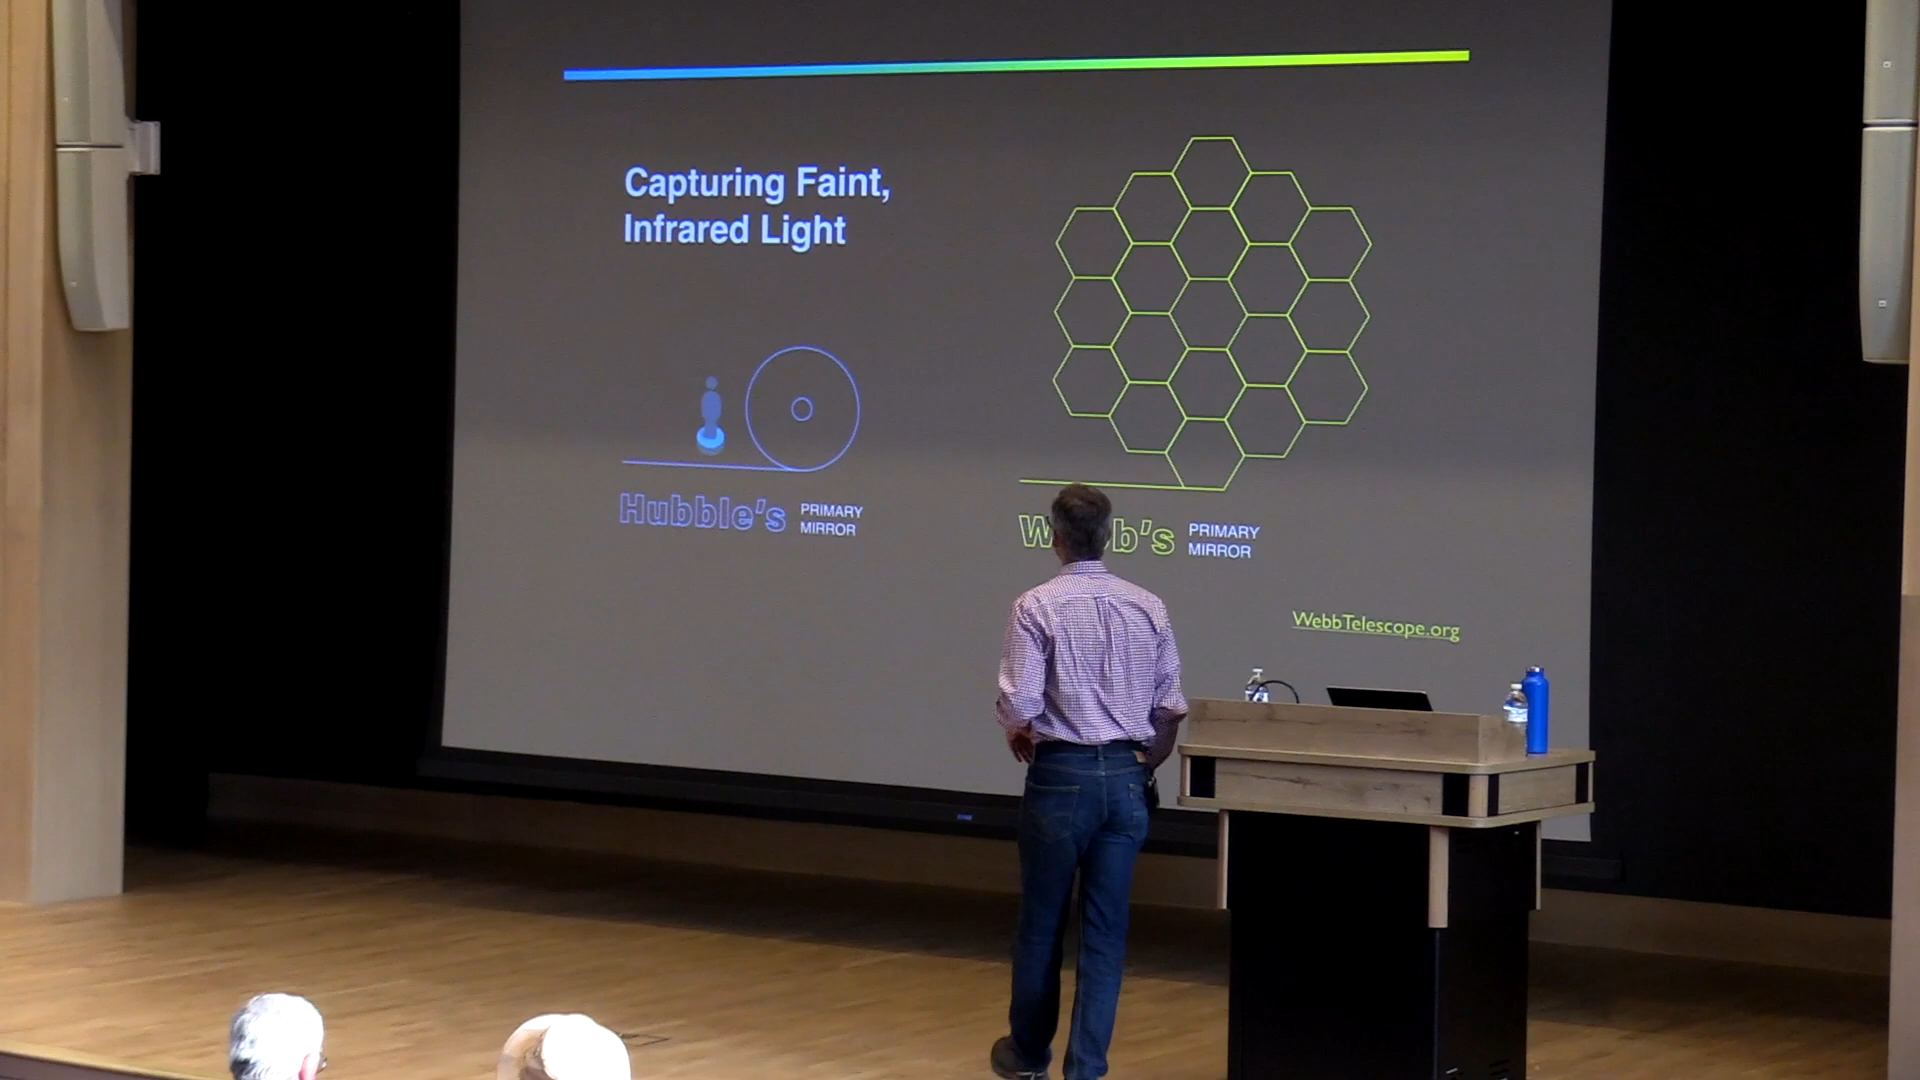 Capturing Faint,
Infrared Light
Hubble's PRIMARY
MIRROR
W b's PRIMARY
MIRROR
WebbTelescope.org